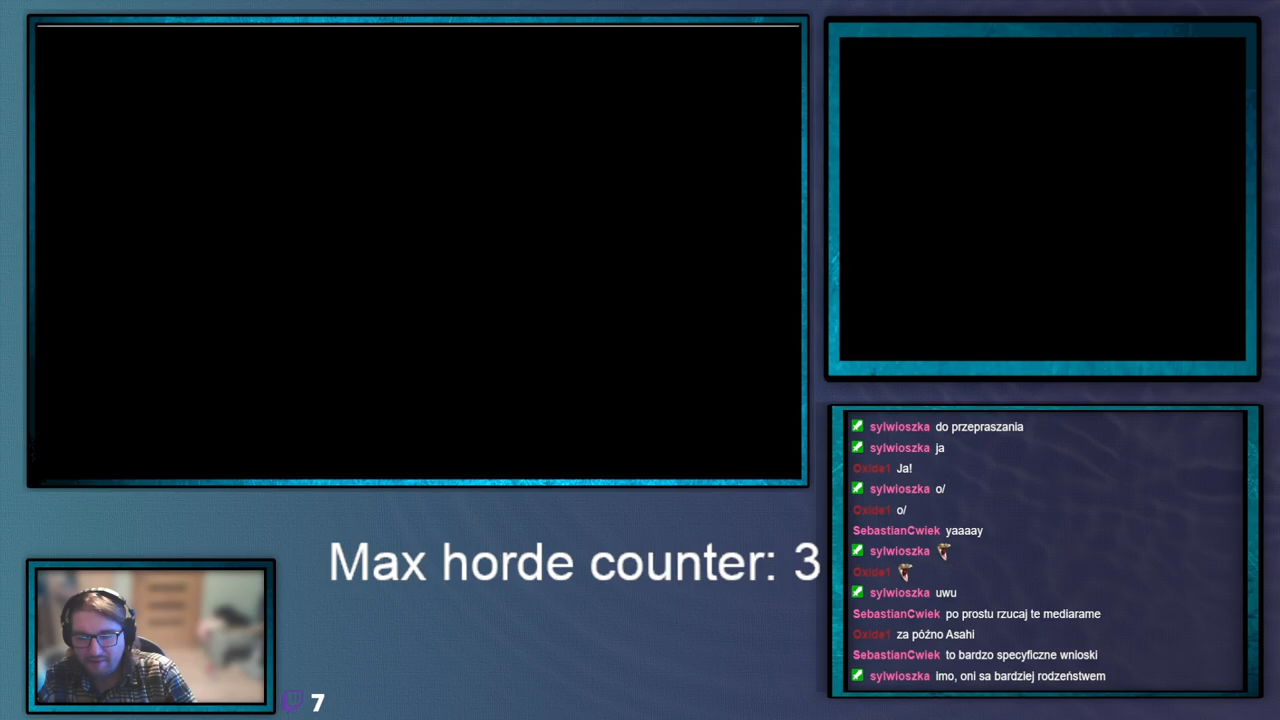 Max horde counter: 3
7
sylwioszka do przepraszania
sylwioszka ja
Oxide1 Ja!
sylwioszka o/
Oxide1 o/
SebastianCwiek yaaaay
sylwioszka
Oxide1
sylwioszka uwu
SebastianCwiek po prostu rzucaj te mediarame
Oxide1 za późno Asahi
SebastianCwiek to bardzo specyficzne wnioski
sylwioszka imo, oni sa bardziej rodzeństwem